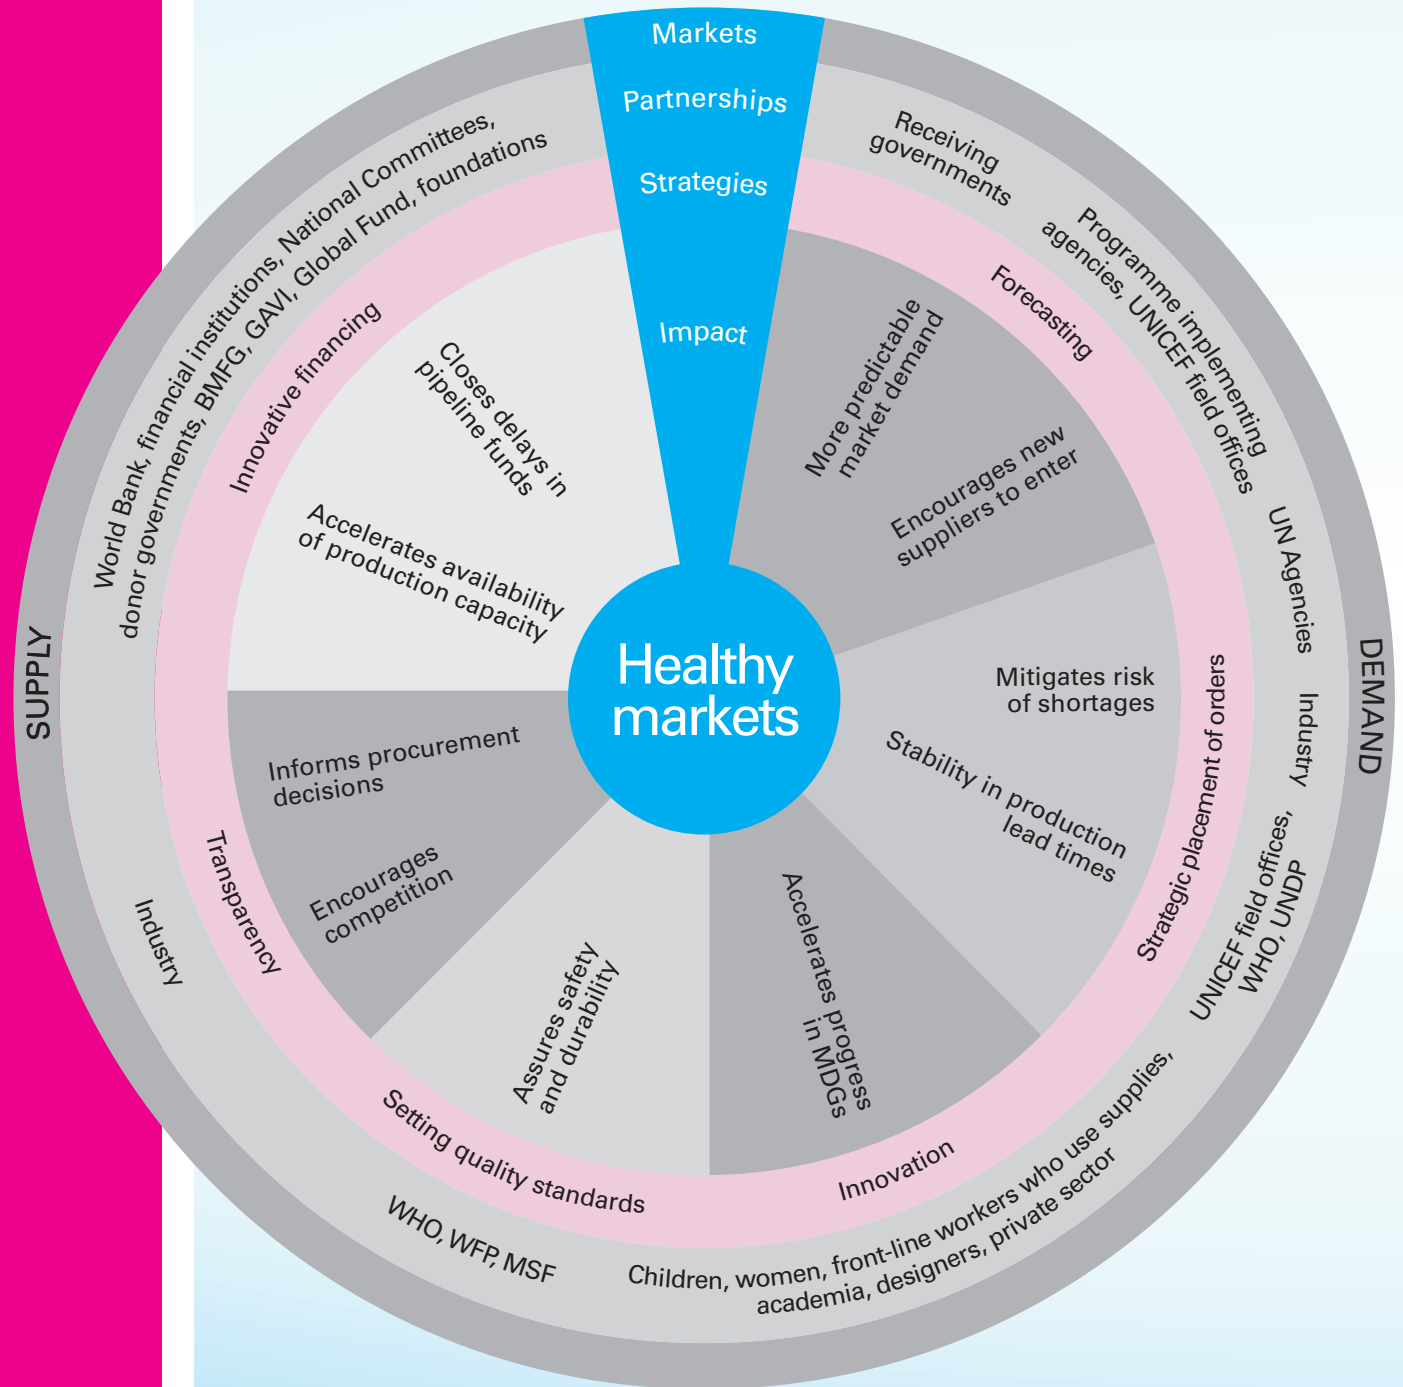 Markets
Partnerships
Strategies
Impact
Healthy
markets
DEMAND
Receiving
governments
Programme implementing
agencies, UNICEF field offices
UN Agencies
Industry
UNICEF field offices,
WHO, UNDP
Children, women, front-line workers who use supplies,
academia, designers, private sector
WHO, WFP, MSF
Industry
SUPPLY
World Bank, financial institutions, National Committees,
donor governments, BMFG, GAVI, Global Fund, foundations
Forecasting
Strategic placement of orders
Innovation
Setting quality standards
Transparency
Innovative financing
More predictable
market demand
Encourages new
suppliers to enter
Mitigates risk
of shortages
Stability in production
lead times
Accelerates progress
in MDGs
Assures safety
and durability
Encourages
competition
Informs procurement
decisions
Accelerates availability
of production capacity
Closes delays in
pipeline funds